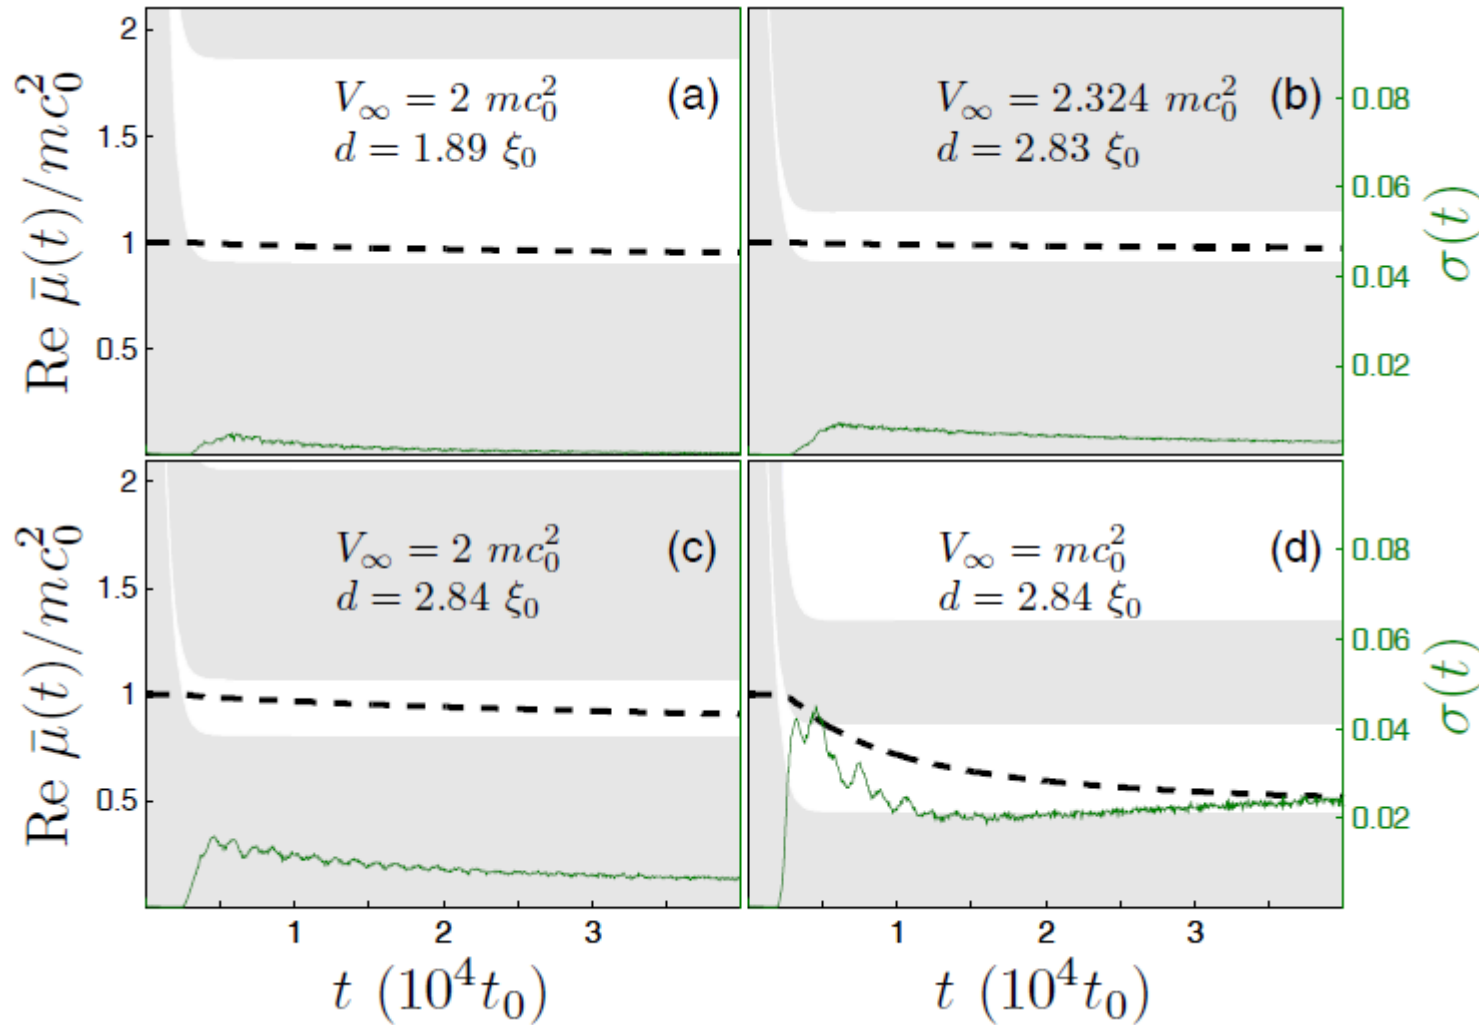 2
1.5
1
0.5
Re μ̄(t)/mc₀²
V∞ = 2 mc₀²
d = 1.89 ξ₀
(a)
V∞ = 2.324 mc₀²
d = 2.83 ξ₀
(b)
0.08
0.06
0.04
0.02
σ(t)
2
1.5
1
0.5
Re μ̄(t)/mc₀²
V∞ = 2 mc₀²
d = 2.84 ξ₀
(c)
V∞ = mc₀²
d = 2.84 ξ₀
(d)
0.08
0.06
0.04
0.02
σ(t)
1 2 3
1 2 3
t (10⁴t₀)
t (10⁴t₀)